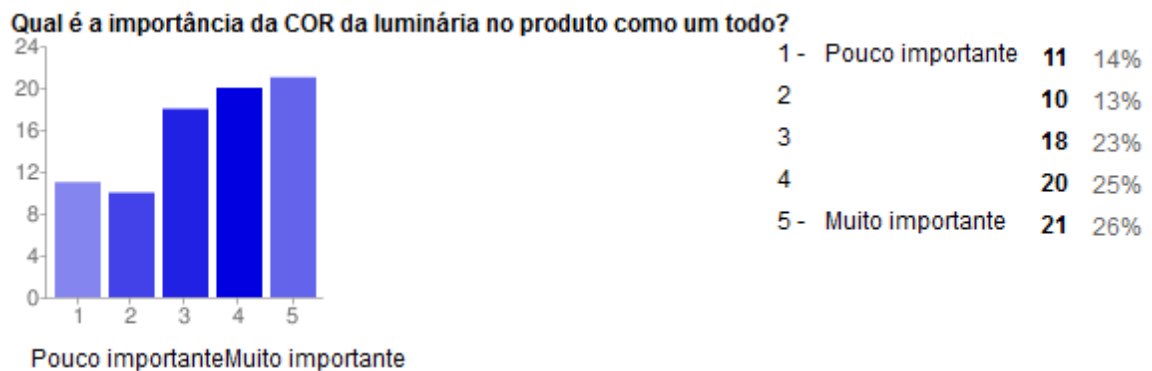 Qual é a importância da COR da luminária no produto como um todo?
24
20
16
12
8
4
0
1 2 3 4 5
Pouco importanteMuito importante
1 - Pouco importante 11 14%
2 10 13%
3 18 23%
4 20 25%
5 - Muito importante 21 26%